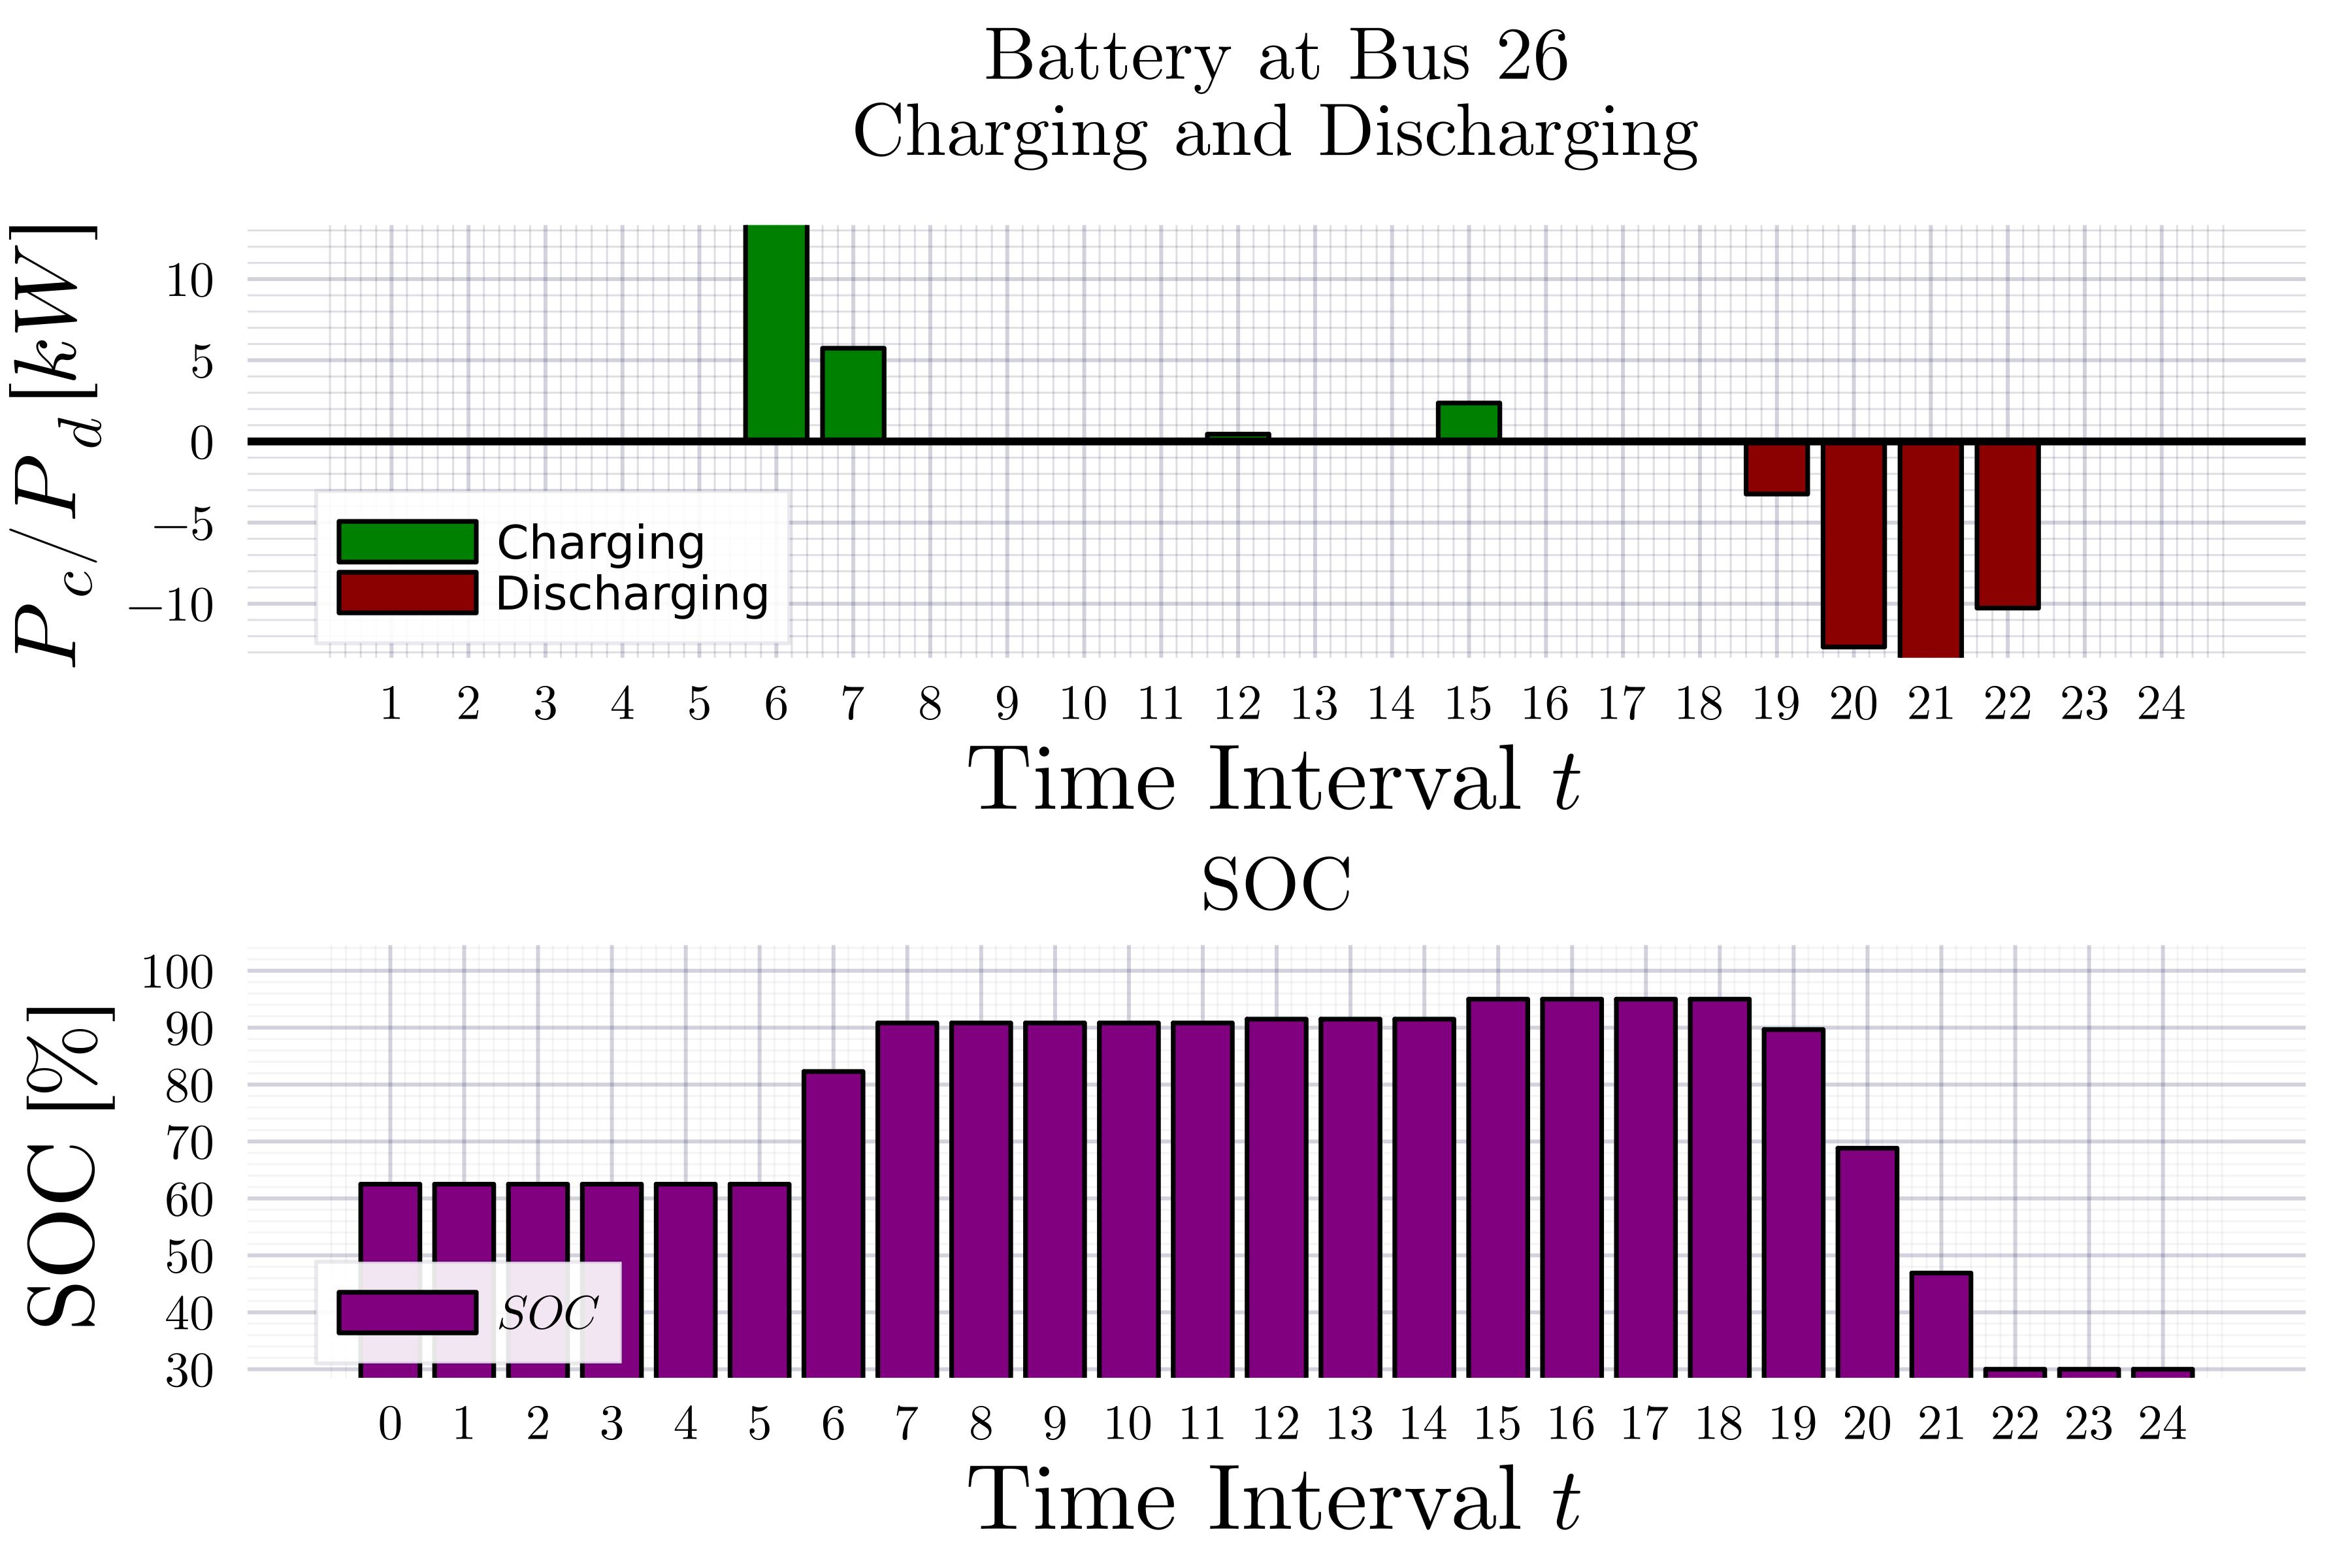 Battery at Bus 26
Charging and Discharging
P_c/P_d [kW]
10
5
0
−5
−10
Charging
Discharging
1 2 3 4 5 6 7 8 9 10 11 12 13 14 15 16 17 18 19 20 21 22 23 24
Time Interval t
SOC
SOC [%]
100
90
80
70
60
50
40
30
SOC
0 1 2 3 4 5 6 7 8 9 10 11 12 13 14 15 16 17 18 19 20 21 22 23 24
Time Interval t